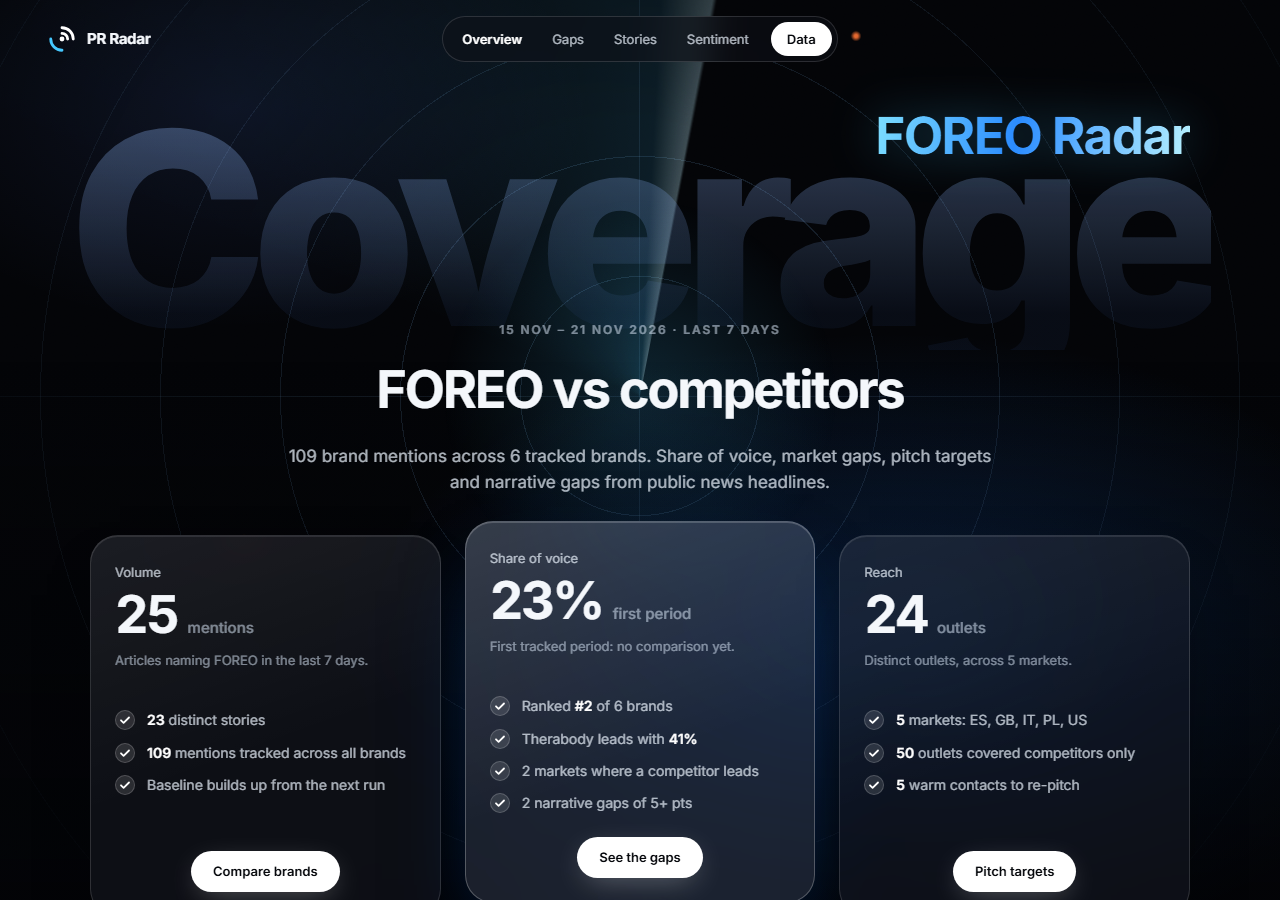 PR Radar
Overview Gaps Stories Sentiment Data
FOREO Radar
Coverage
15 NOV – 21 NOV 2026 · LAST 7 DAYS
FOREO vs competitors
109 brand mentions across 6 tracked brands. Share of voice, market gaps, pitch targets
and narrative gaps from public news headlines.
Volume
25 mentions
Articles naming FOREO in the last 7 days.
23 distinct stories
109 mentions tracked across all brands
Baseline builds up from the next run
Compare brands
Share of voice
23% first period
First tracked period: no comparison yet.
Ranked #2 of 6 brands
Therabody leads with 41%
2 markets where a competitor leads
2 narrative gaps of 5+ pts
See the gaps
Reach
24 outlets
Distinct outlets, across 5 markets.
5 markets: ES, GB, IT, PL, US
50 outlets covered competitors only
5 warm contacts to re-pitch
Pitch targets